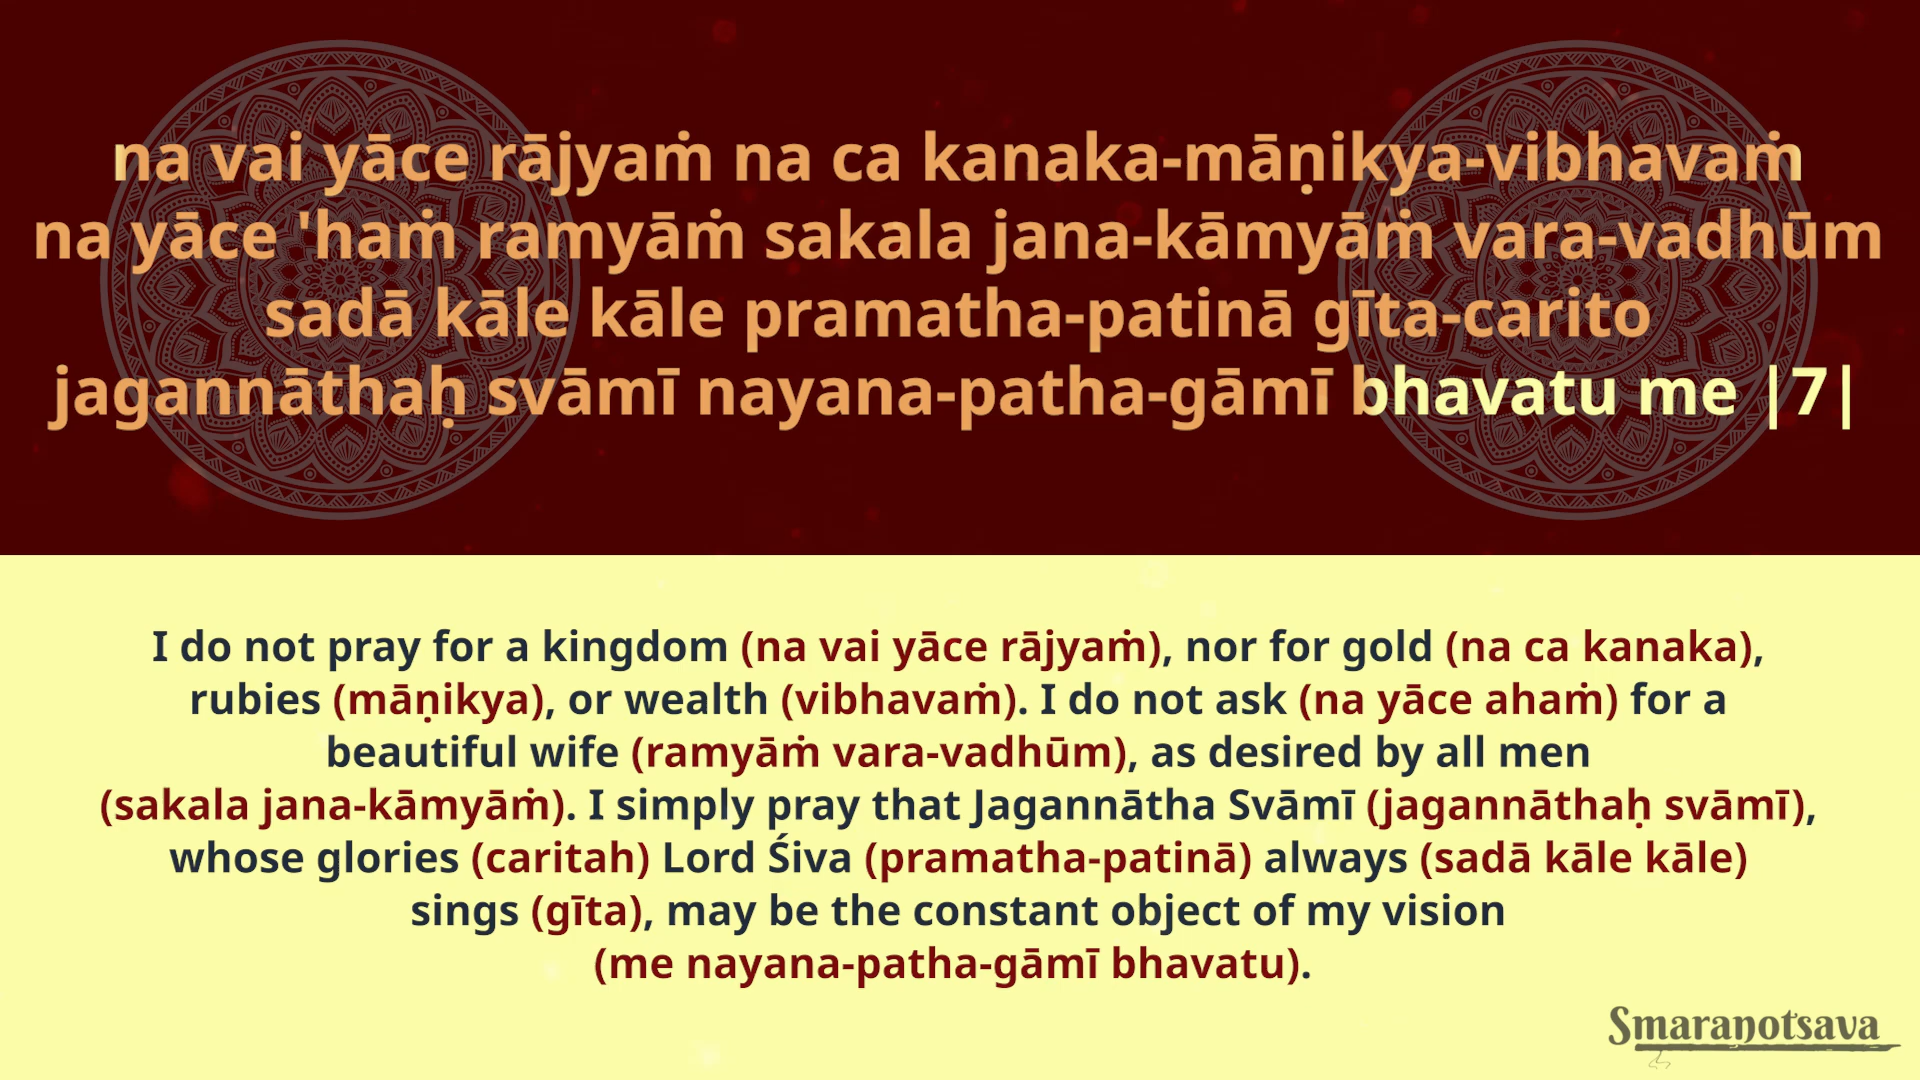 na vai yāce rājyaṁ na ca kanaka-māṇikya-vibhavaṁ
na yāce 'haṁ ramyāṁ sakala jana-kāmyāṁ vara-vadhūm
sadā kāle kāle pramatha-patinā gīta-carito
jagannāthaḥ svāmī nayana-patha-gāmī bhavatu me |7|
I do not pray for a kingdom (na vai yāce rājyaṁ), nor for gold (na ca kanaka),
rubies (māṇikya), or wealth (vibhavaṁ). I do not ask (na yāce ahaṁ) for a
beautiful wife (ramyāṁ vara-vadhūm), as desired by all men
(sakala jana-kāmyāṁ). I simply pray that Jagannātha Svāmī (jagannāthaḥ svāmī),
whose glories (caritah) Lord Śiva (pramatha-patinā) always (sadā kāle kāle)
sings (gīta), may be the constant object of my vision
(me nayana-patha-gāmī bhavatu).
Smaraṇotsava